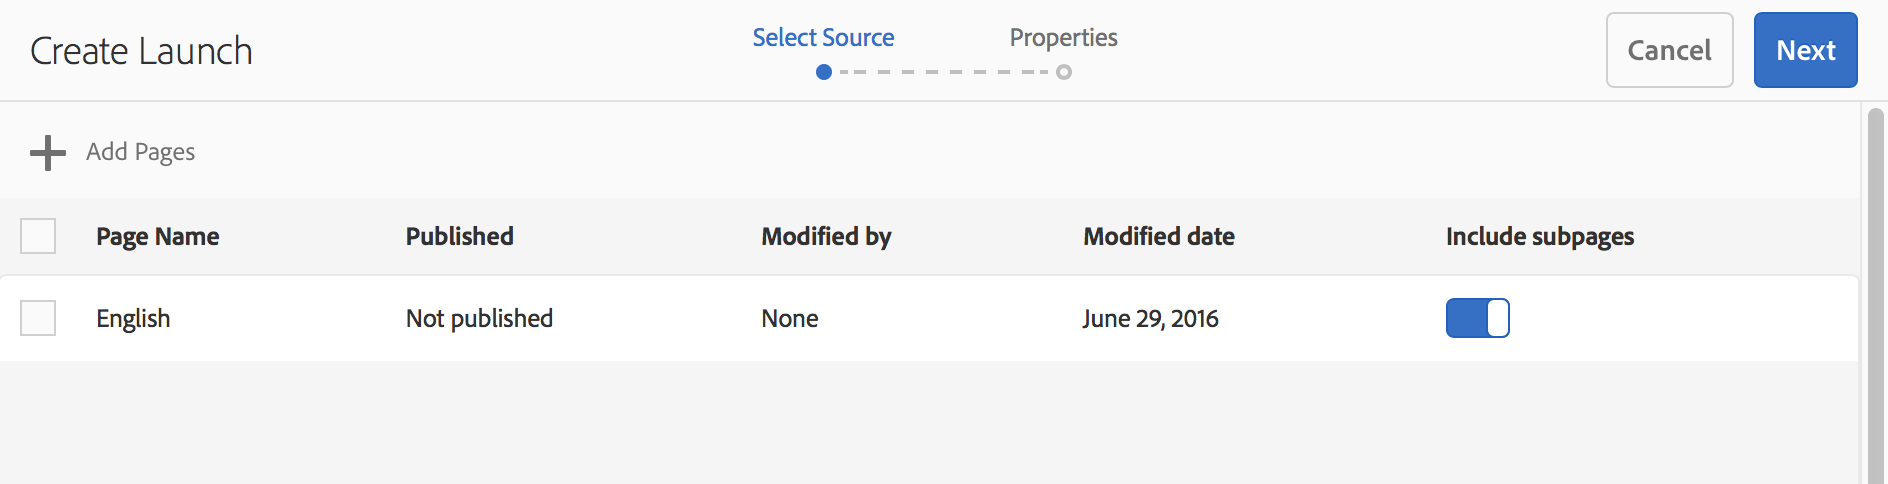 Create Launch
Select Source
Properties
Cancel
Next
Add Pages
Page Name Published Modified by Modified date Include subpages
English Not published None June 29, 2016